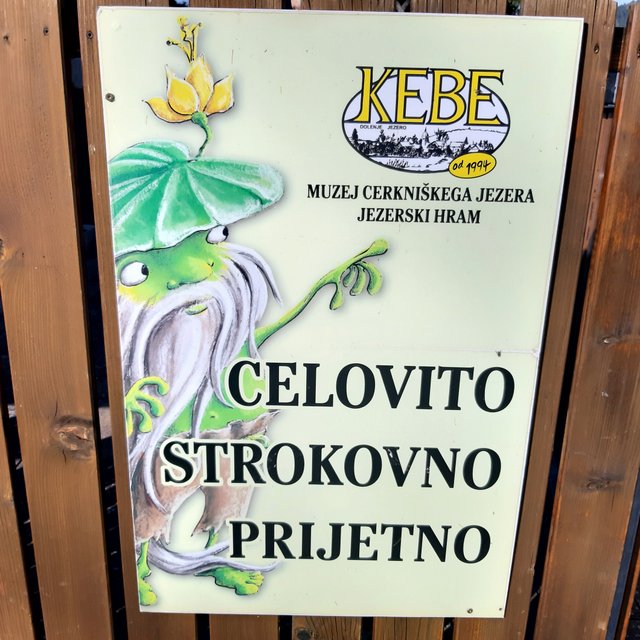 KEBE
DOLENJE JEZERO
od 1994
MUZEJ CERKNIŠKEGA JEZERA
JEZERSKI HRAM
CELOVITO
STROKOVNO
PRIJETNO